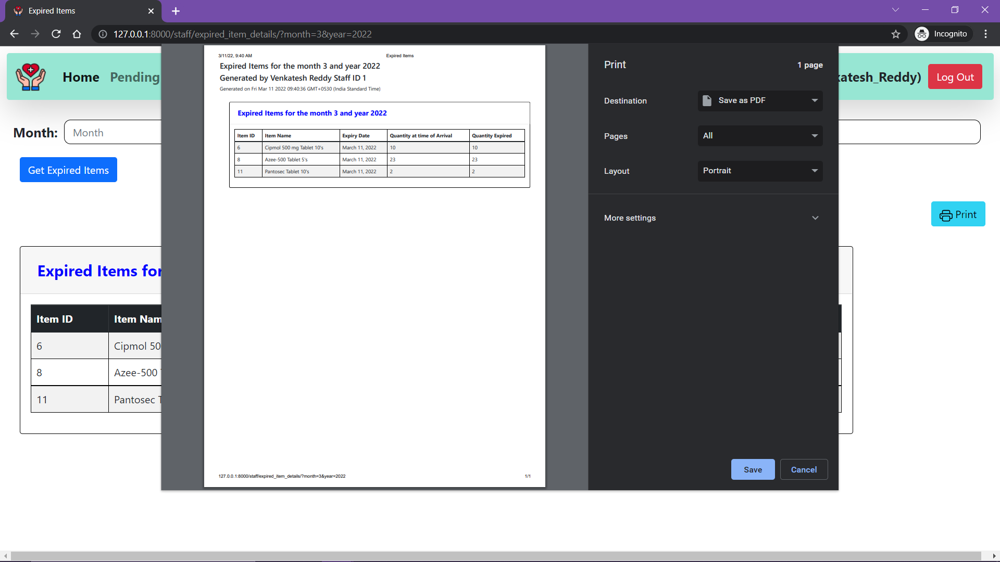 Expired Items
127.0.0.1:8000/staff/expired_item_details/?month=3&year=2022
Incognito
Home Pending
katesh_Reddy) Log Out
Month: Month
Get Expired Items
Print
Expired Items for
Item ID Item Nam
6 Cipmol 50
8 Azee-500
11 Pantosec T
3/11/22, 9:40 AM Expired Items
Expired Items for the month 3 and year 2022
Generated by Venkatesh Reddy Staff ID 1
Generated on Fri Mar 11 2022 09:40:36 GMT+0530 (India Standard Time)
Expired Items for the month 3 and year 2022
Item ID Item Name Expiry Date Quantity at time of Arrival Quantity Expired
6 Cipmol 500 mg Tablet 10's March 11, 2022 10 10
8 Azee-500 Tablet 5's March 11, 2022 23 23
11 Pantosec Tablet 10's March 11, 2022 2 2
127.0.0.1:8000/staff/expired_item_details/?month=3&year=2022 1/1
Print 1 page
Destination Save as PDF
Pages All
Layout Portrait
More settings
Save Cancel